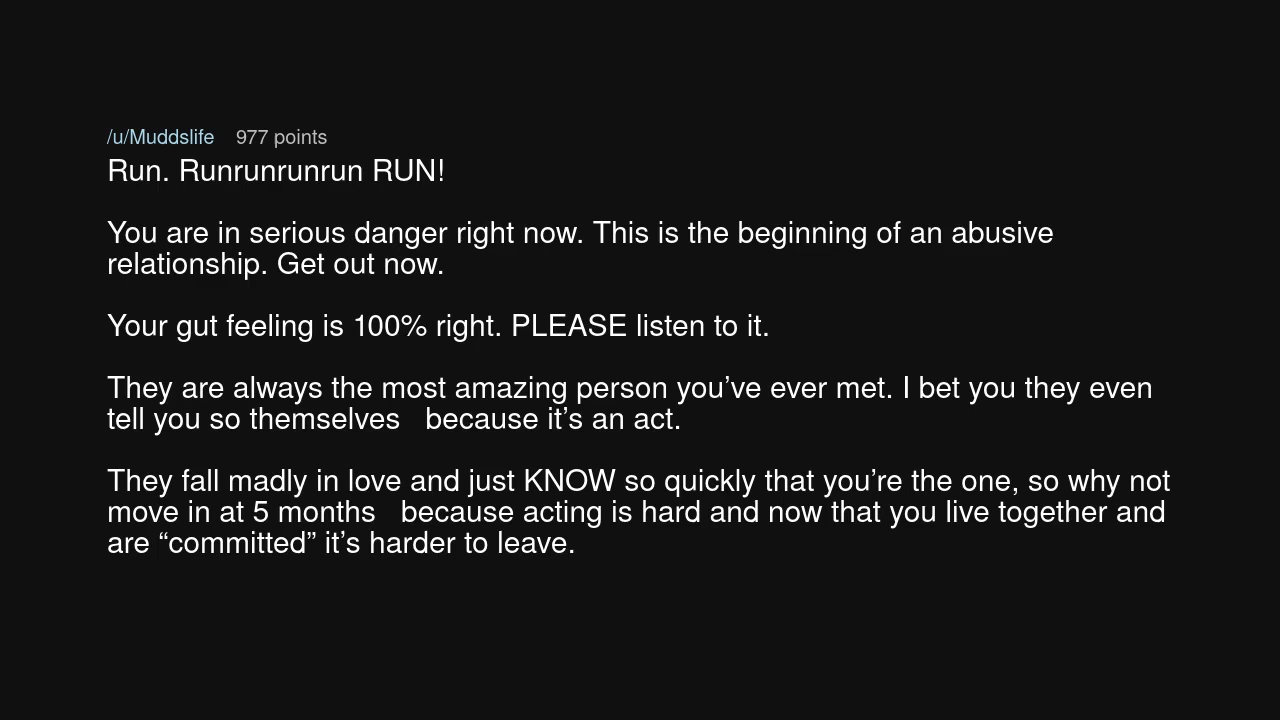 /u/Muddslife 977 points
Run. Runrunrunrun RUN!
You are in serious danger right now. This is the beginning of an abusive
relationship. Get out now.
Your gut feeling is 100% right. PLEASE listen to it.
They are always the most amazing person you’ve ever met. I bet you they even
tell you so themselves   because it’s an act.
They fall madly in love and just KNOW so quickly that you’re the one, so why not
move in at 5 months   because acting is hard and now that you live together and
are “committed” it’s harder to leave.